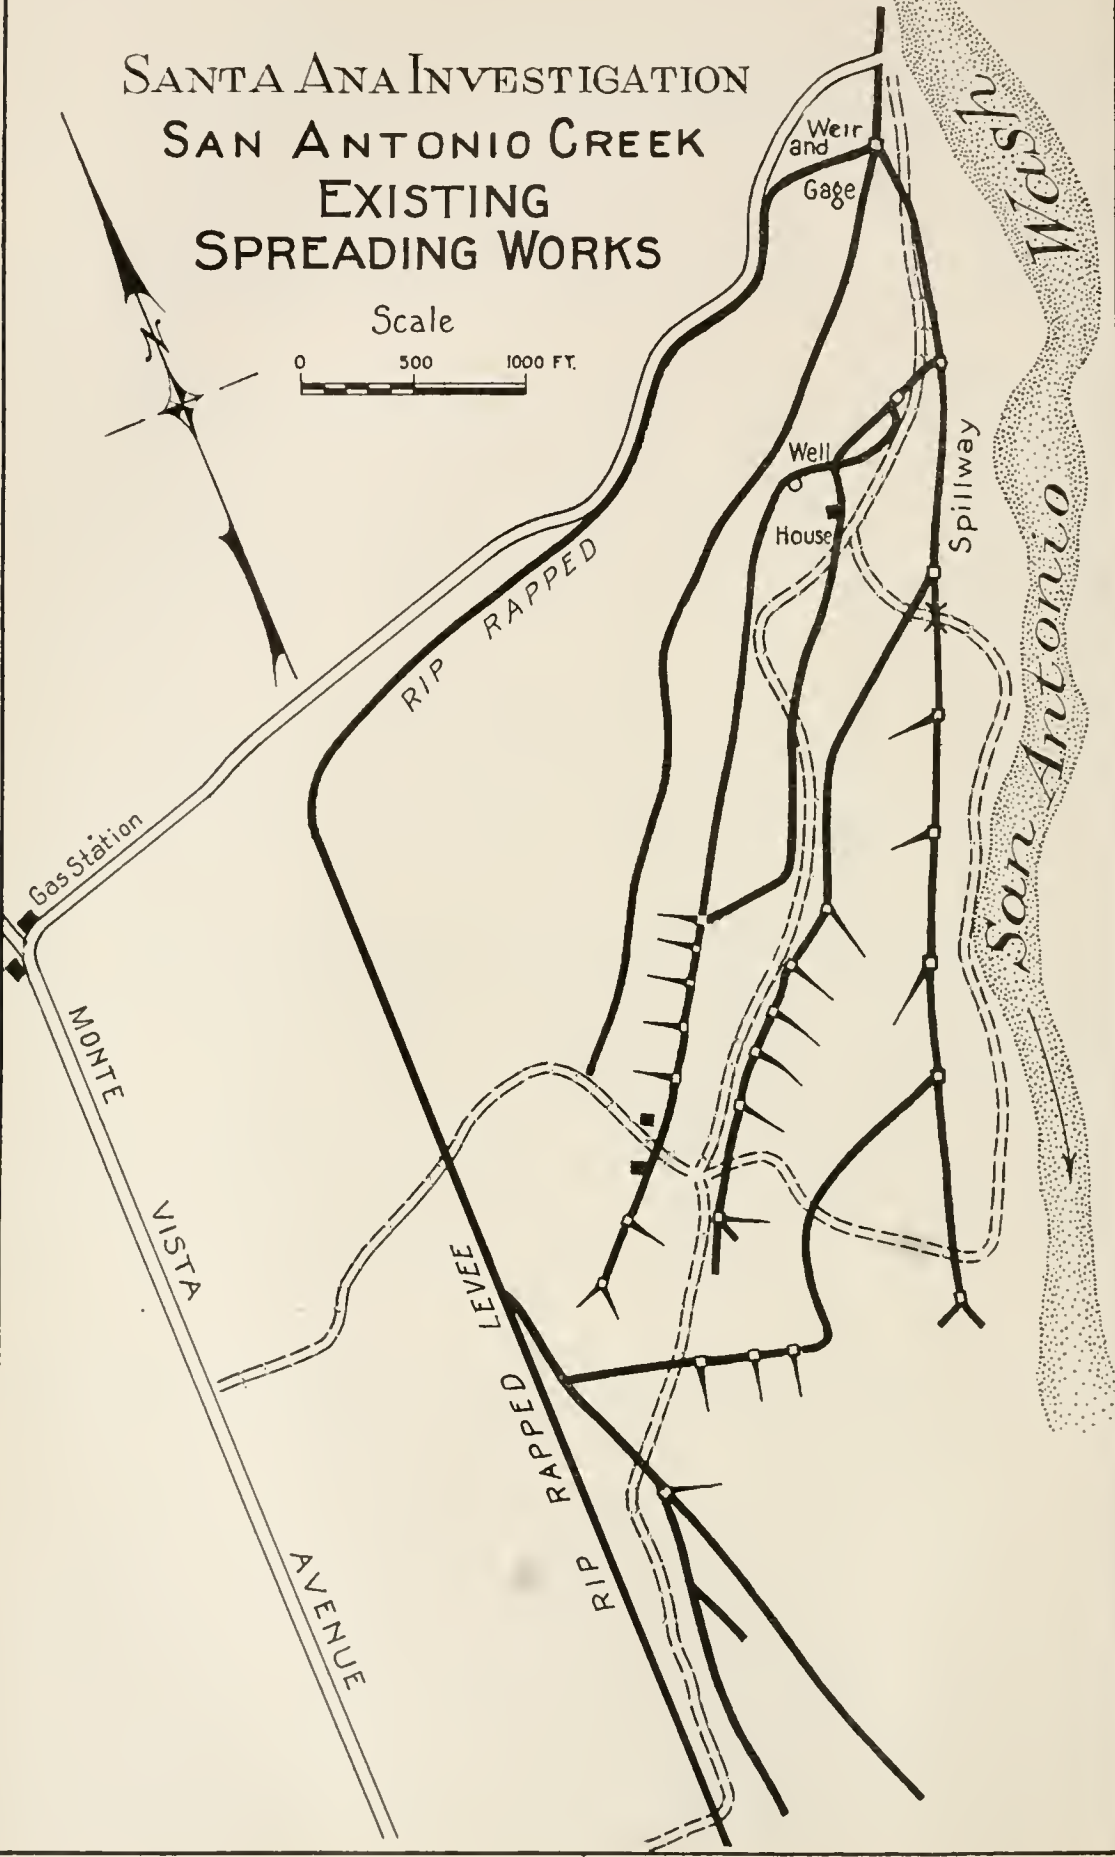 SANTA ANA INVESTIGATION
SAN ANTONIO CREEK
EXISTING
SPREADING WORKS
Scale
0 500 1000 FT.
N
Weir
and
Gage
Wash
Well
House
Spillway
San Antonio
RIP RAPPED
Gas Station
MONTE VISTA AVENUE
RIP RAPPED LEVEE